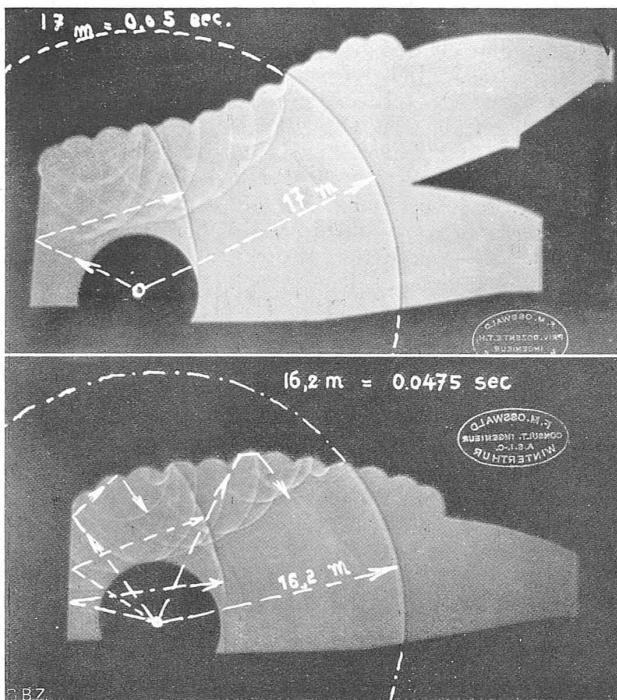 17 m = 0,05 sec.
17 m
F. M. OSSWALD
PRIV. DOZENT E.T.H.
INGENIEUR
16,2 m = 0.0475 sec
F. M. OSSWALD
CONSULT. INGENIEUR
A.S.I.-C.
WINTERTHUR
16,2 m
S.B.Z.